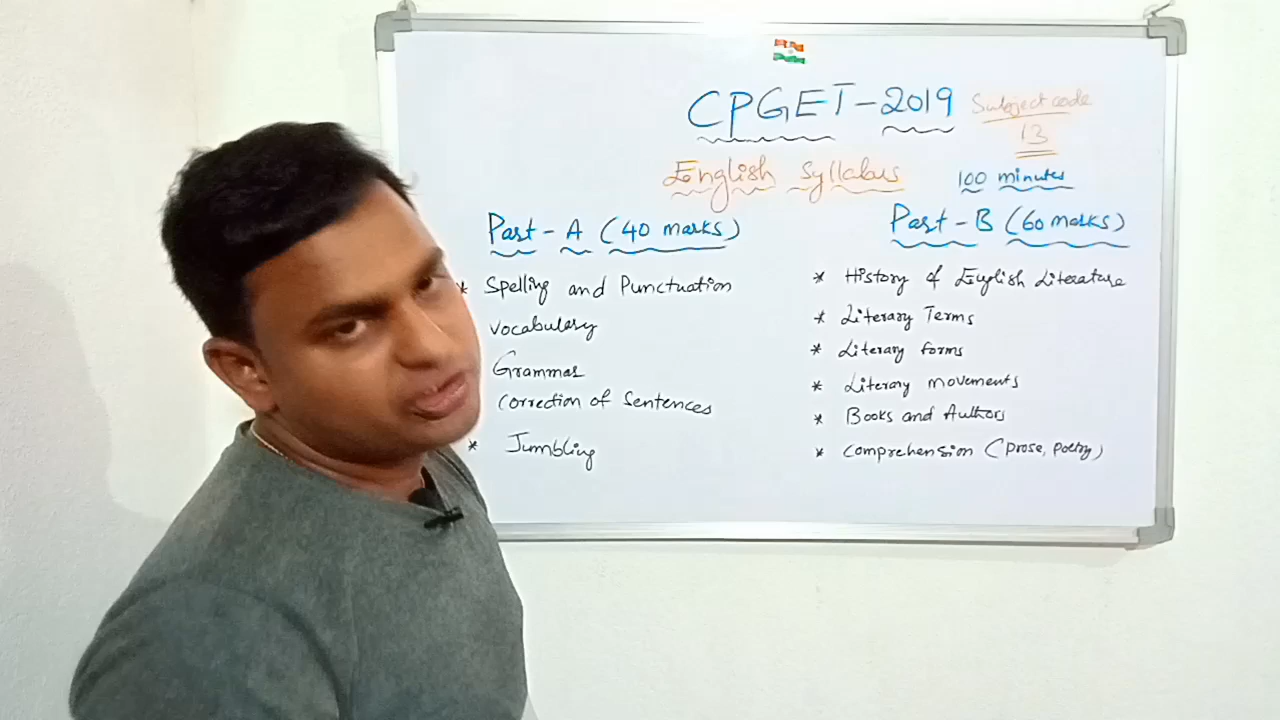 CPGET-2019
Subject code
13
English Syllabus
100 minutes
Part-A (40 marks)
* Spelling and Punctuation
Vocabulary
Grammar
Correction of Sentences
* Jumbling
Part-B (60 marks)
* History of English Literature
* Literary Terms
* Literary forms
* Literary movements
* Books and Authors
* Comprehension (Prose, Poetry)